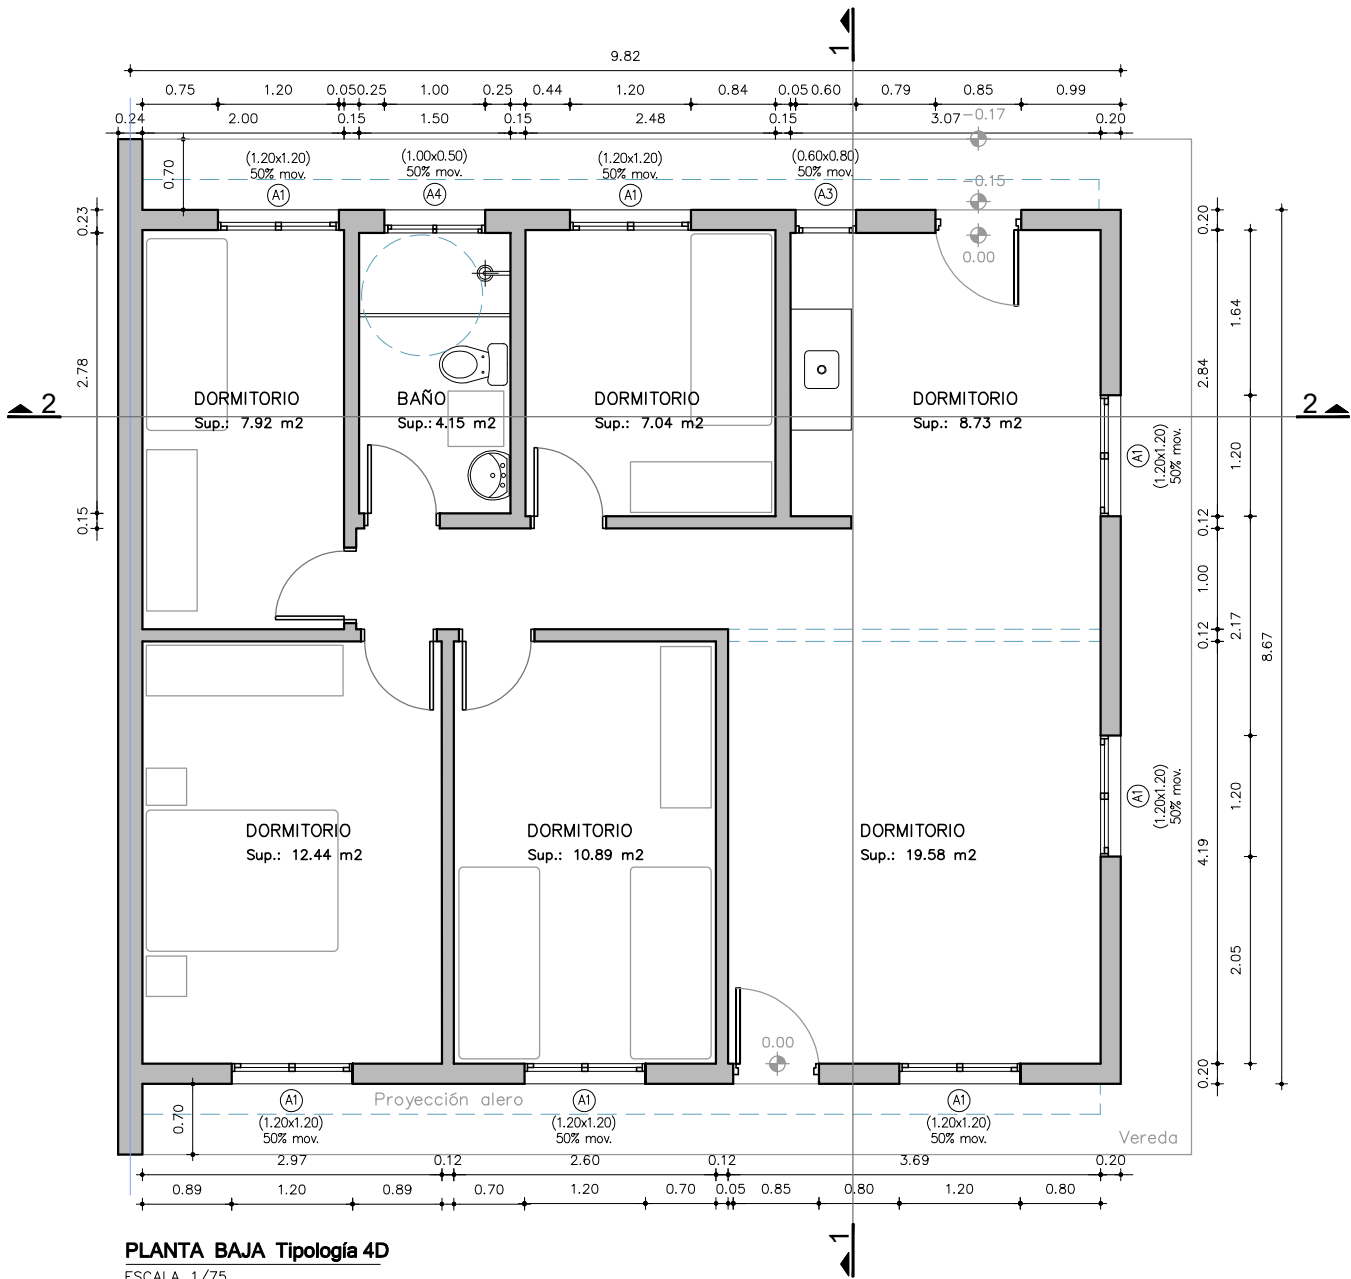 1
9.82
0.75 1.20 0.05 0.25 1.00 0.25 0.44 1.20 0.84 0.05 0.60 0.79 0.85 0.99
0.24 2.00 0.15 1.50 0.15 2.48 0.15 3.07 0.20
-0.17
0.70
(1.20x1.20)
50% mov.
A1
(1.00x0.50)
50% mov.
A4
(1.20x1.20)
50% mov.
A1
(0.60x0.80)
50% mov.
A3
-0.15
0.00
0.23
2.78
0.15
0.20
1.64
2.84
1.20
0.12
1.00
0.12
2.17
8.67
1.20
4.19
2.05
0.20
2
2
DORMITORIO
Sup.: 7.92 m2
BAÑO
Sup.: 4.15 m2
DORMITORIO
Sup.: 7.04 m2
DORMITORIO
Sup.: 8.73 m2
A1
(1.20x1.20)
50% mov.
A1
(1.20x1.20)
50% mov.
DORMITORIO
Sup.: 12.44 m2
DORMITORIO
Sup.: 10.89 m2
DORMITORIO
Sup.: 19.58 m2
0.00
0.70
A1
(1.20x1.20)
50% mov.
Proyección alero
A1
(1.20x1.20)
50% mov.
A1
(1.20x1.20)
50% mov.
Vereda
2.97 0.12 2.60 0.12 3.69 0.20
0.89 1.20 0.89 0.70 1.20 0.70 0.05 0.85 0.80 1.20 0.80
1
PLANTA BAJA Tipología 4D
ESCALA 1/75